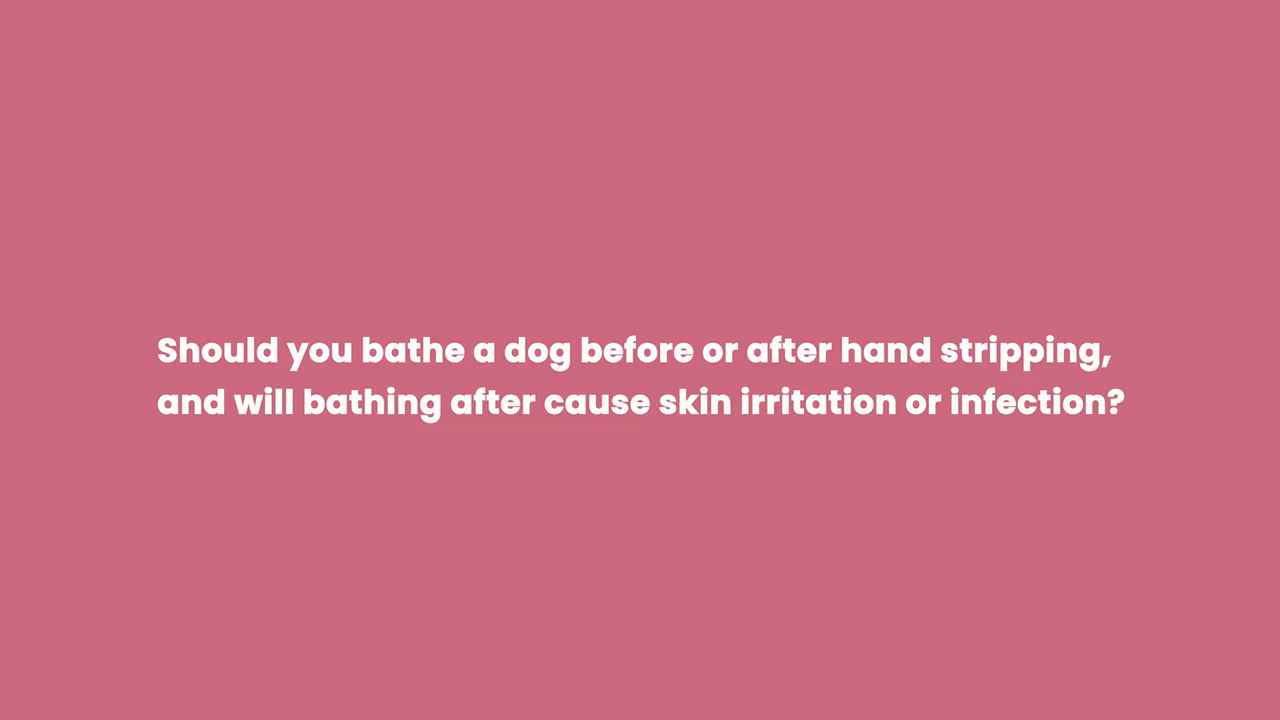 Should you bathe a dog before or after hand stripping,
and will bathing after cause skin irritation or infection?